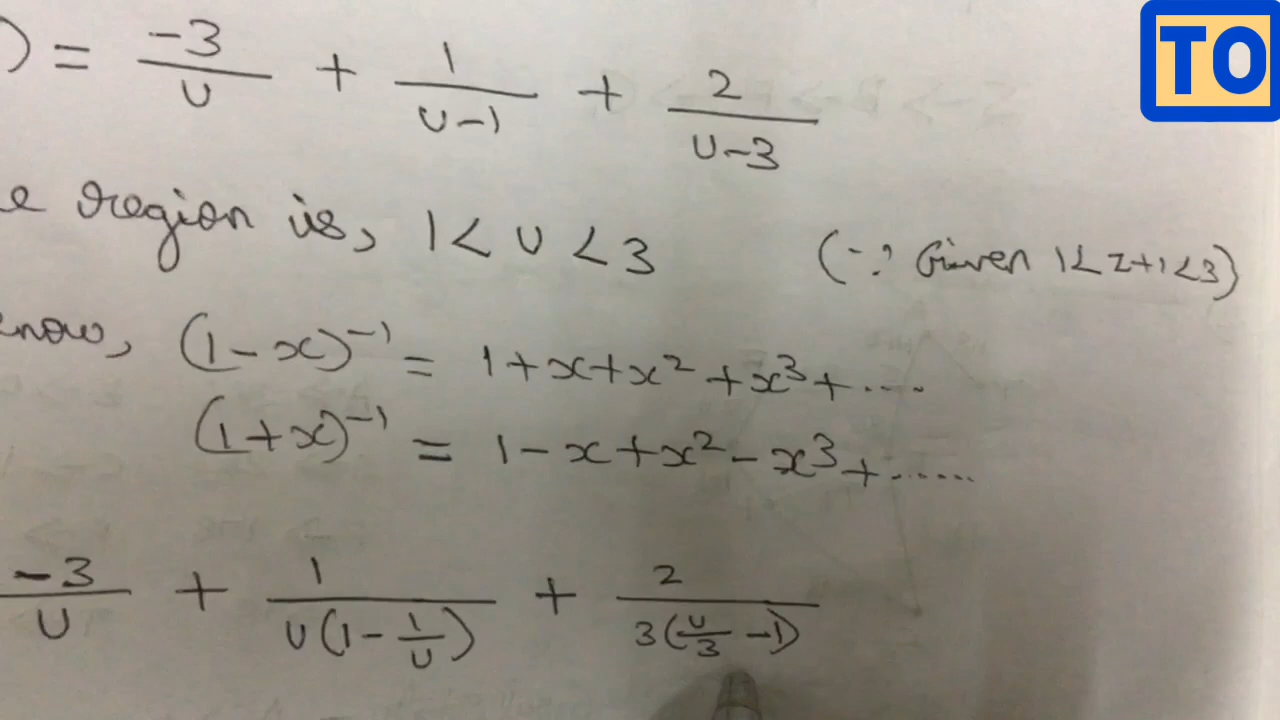 TO
) = -3/U + 1/(U-1) + 2/(U-3)
region is, 1 < U < 3 (∵ Given 1 < z+1 < 3)
(1-x)^-1 = 1+x+x^2+x^3+....
(1+x)^-1 = 1-x+x^2-x^3+......
-3/U + 1/(U(1-1/U)) + 2/(3(U/3-1))